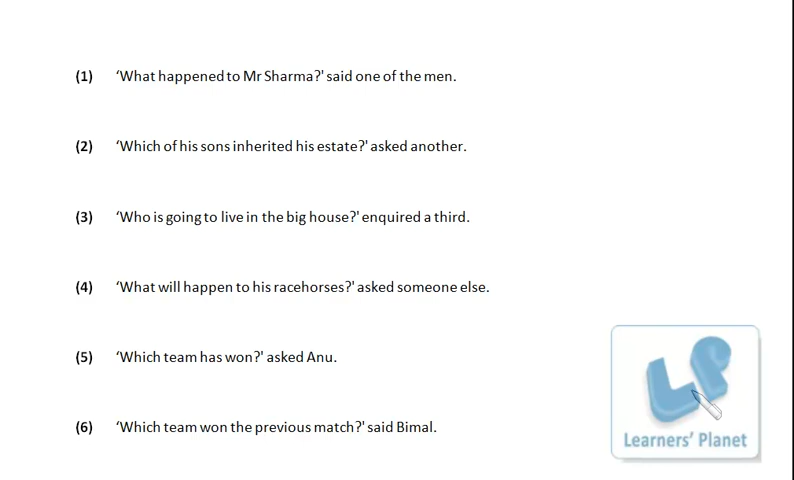 (1) ‘What happened to Mr Sharma?' said one of the men.
(2) ‘Which of his sons inherited his estate?' asked another.
(3) ‘Who is going to live in the big house?' enquired a third.
(4) ‘What will happen to his racehorses?' asked someone else.
(5) ‘Which team has won?' asked Anu.
(6) ‘Which team won the previous match?' said Bimal.
LP
Learners’ Planet